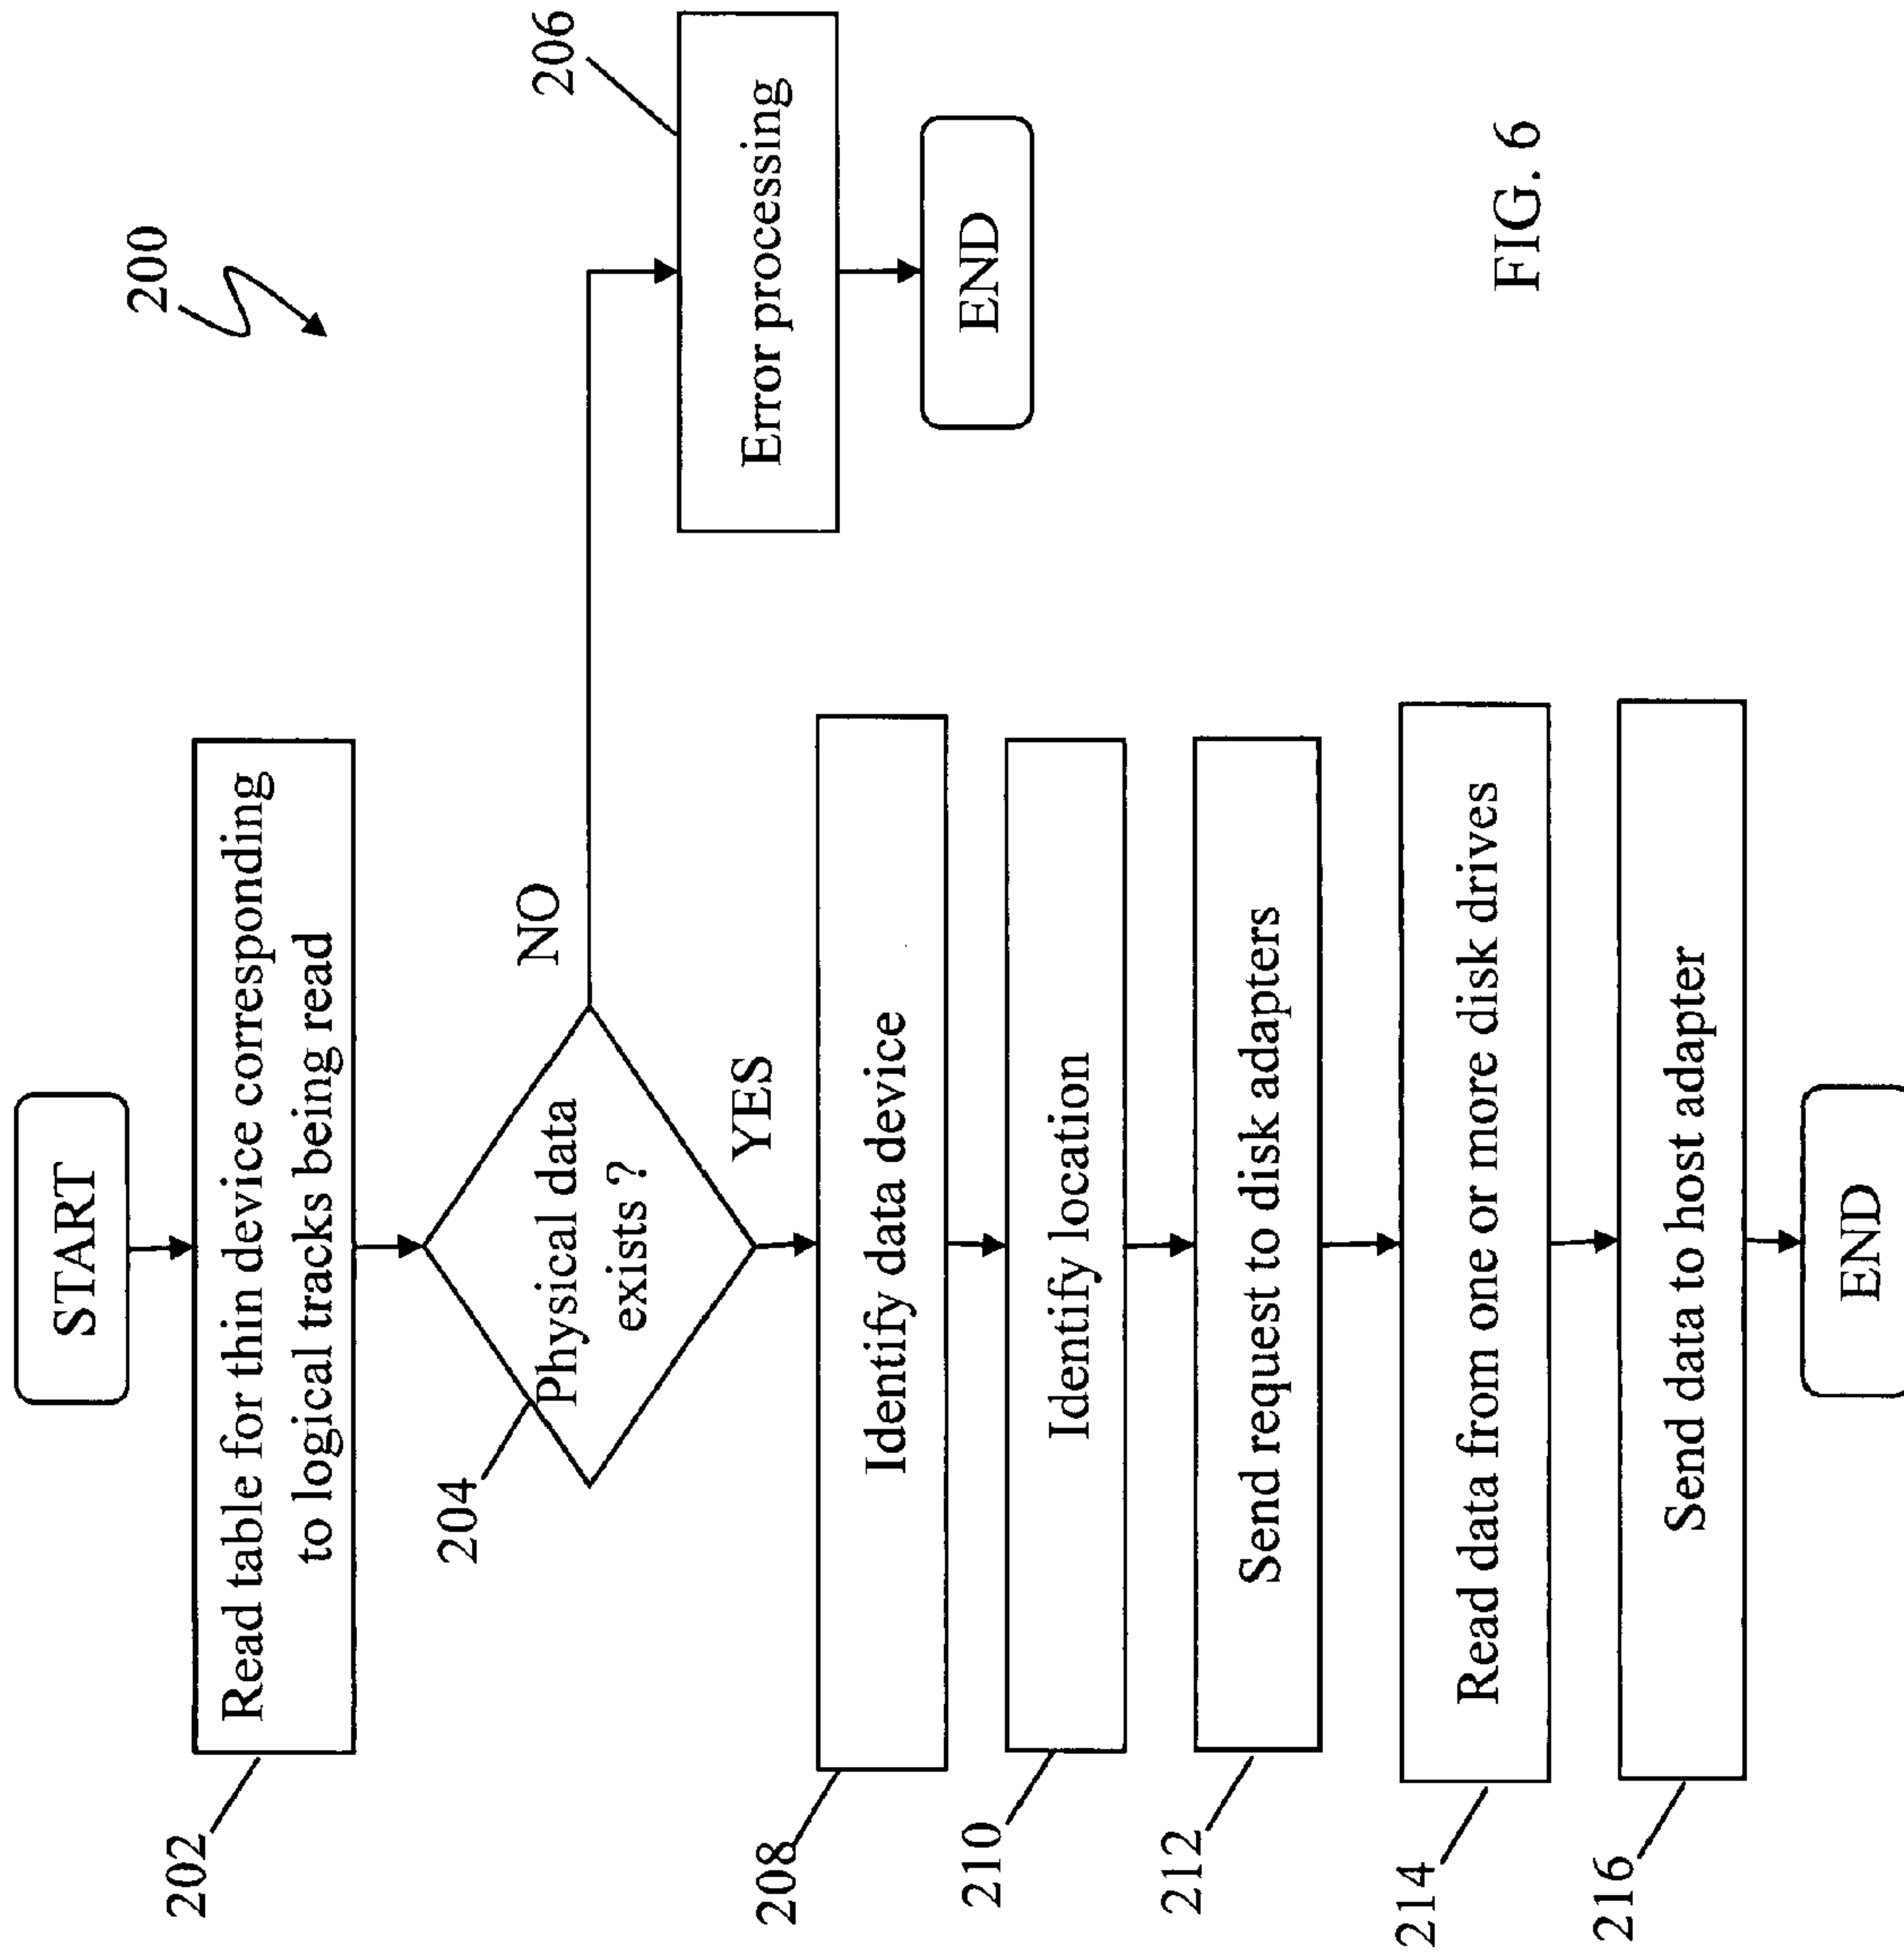 200
START
202
Read table for thin device corresponding
to logical tracks being read
204
Physical data
exists ?
NO
206
Error processing
END
YES
208
Identify data device
210
Identify location
212
Send request to disk adapters
214
Read data from one or more disk drives
216
Send data to host adapter
END
FIG. 6